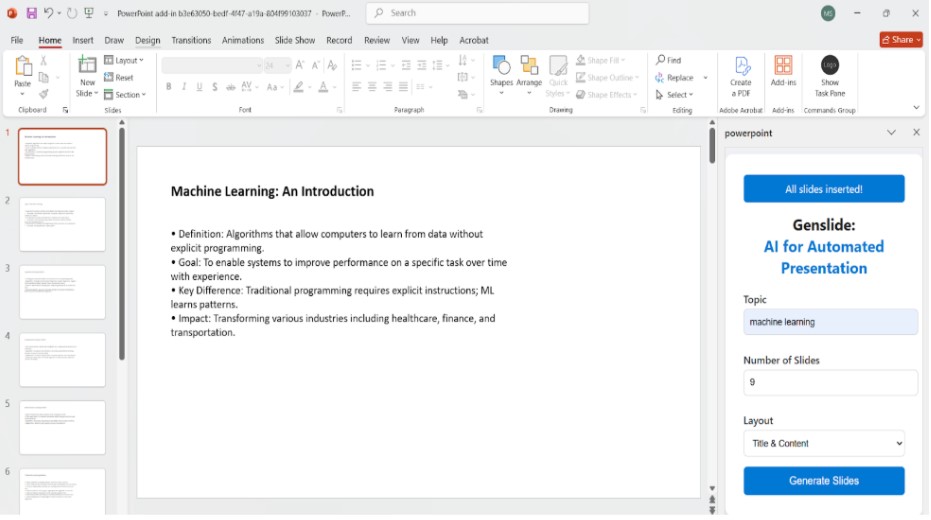 PowerPoint add-in b3e63050-bedf-4f47-a19a-804f99103037 - PowerP...
Search
MS
File Home Insert Draw Design Transitions Animations Slide Show Record Review View Help Acrobat
Share
Paste
Clipboard
New
Slide
Layout
Reset
Section
Slides
24
B I U S ab AV Aa A
Font
Paragraph
Shapes
Arrange
Quick
Styles
Shape Fill
Shape Outline
Shape Effects
Drawing
Find
Replace
Select
Editing
Create
a PDF
Adobe Acrobat
Add-ins
Add-ins
Logo
Show
Task Pane
Commands Group
1
2
3
4
5
6
Machine Learning: An Introduction
• Definition: Algorithms that allow computers to learn from data without
explicit programming.
• Goal: To enable systems to improve performance on a specific task over time
with experience.
• Key Difference: Traditional programming requires explicit instructions; ML
learns patterns.
• Impact: Transforming various industries including healthcare, finance, and
transportation.
powerpoint
All slides inserted!
Genslide:
AI for Automated
Presentation
Topic
machine learning
Number of Slides
9
Layout
Title & Content
Generate Slides